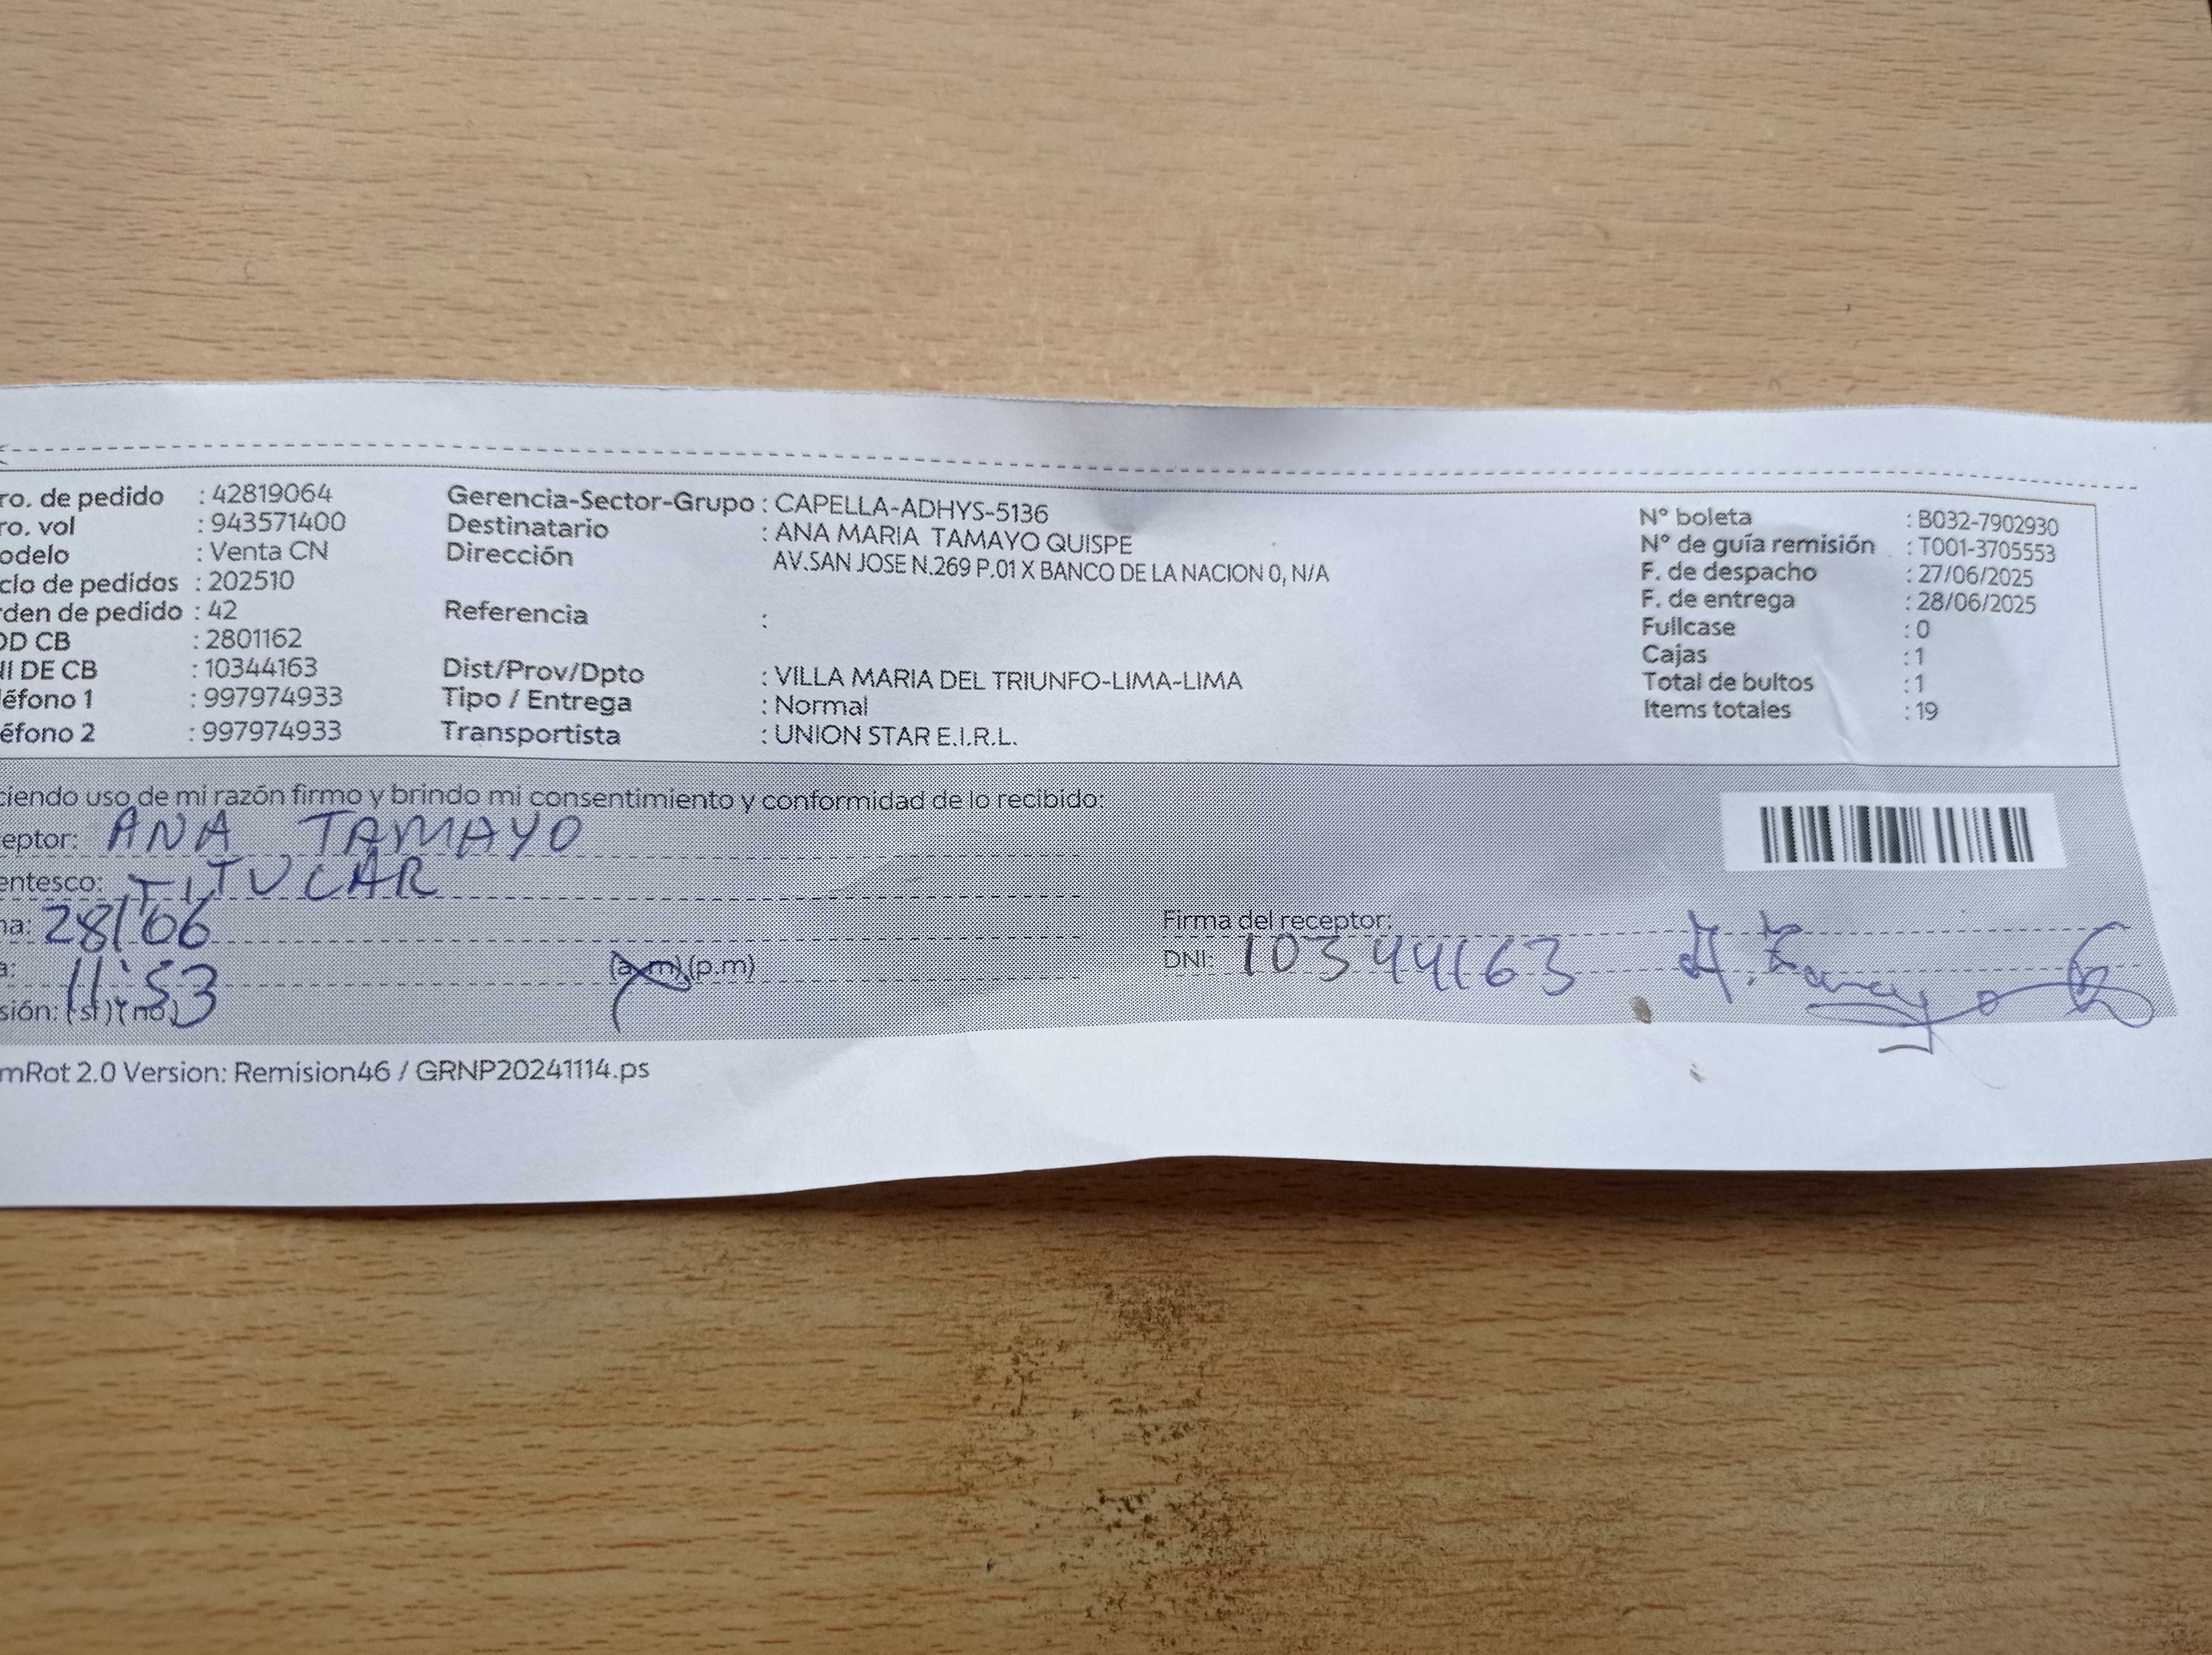 ro. de pedido : 42819064
ro. vol : 943571400
odelo : Venta CN
clo de pedidos : 202510
rden de pedido : 42
OD CB : 2801162
NI DE CB : 10344163
léfono 1 : 997974933
éfono 2 : 997974933
Gerencia-Sector-Grupo : CAPELLA-ADHYS-5136
Destinatario : ANA MARIA TAMAYO QUISPE
Dirección AV.SAN JOSE N.269 P.01 X BANCO DE LA NACION 0, N/A
Referencia :
Dist/Prov/Dpto : VILLA MARIA DEL TRIUNFO-LIMA-LIMA
Tipo / Entrega : Normal
Transportista : UNION STAR E.I.R.L.
N° boleta : B032-7902930
N° de guía remisión : T001-3705553
F. de despacho : 27/06/2025
F. de entrega : 28/06/2025
Fullcase : 0
Cajas : 1
Total de bultos : 1
Items totales : 19
ciendo uso de mi razón firmo y brindo mi consentimiento y conformidad de lo recibido:
eptor: ANA TAMAYO
entesco: TITULAR
na: 28/06
a: 11:53 (a.m) (p.m)
sión: (si) (no)
Firma del receptor:
DNI: 10344163 A. Tamayo
mRot 2.0 Version: Remision46 / GRNP20241114.ps